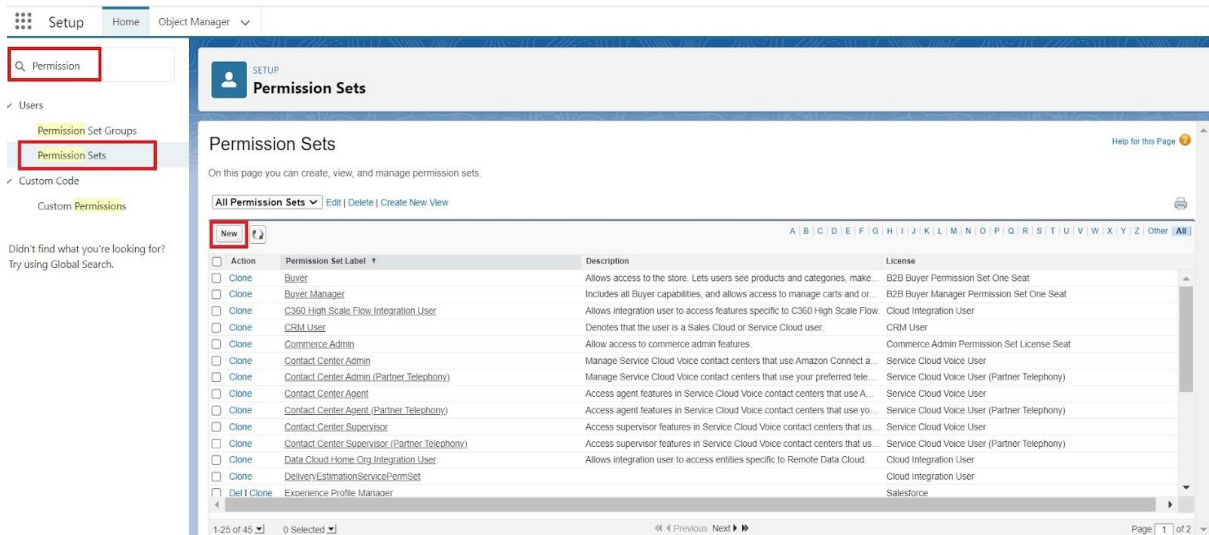 Setup Home Object Manager
Permission
Users
Permission Set Groups
Permission Sets
Custom Code
Custom Permissions
Didn't find what you're looking for?
Try using Global Search.
SETUP
Permission Sets
Permission Sets
Help for this Page
On this page you can create, view, and manage permission sets.
All Permission Sets Edit | Delete | Create New View
New A | B | C | D | E | F | G | H | I | J | K | L | M | N | O | P | Q | R | S | T | U | V | W | X | Y | Z | Other | All
Action Permission Set Label ↑ Description License
Clone Buyer Allows access to the store. Lets users see products and categories, make... B2B Buyer Permission Set One Seat
Clone Buyer Manager Includes all Buyer capabilities, and allows access to manage carts and or... B2B Buyer Manager Permission Set One Seat
Clone C360 High Scale Flow Integration User Allows integration user to access features specific to C360 High Scale Flow. Cloud Integration User
Clone CRM User Denotes that the user is a Sales Cloud or Service Cloud user. CRM User
Clone Commerce Admin Allow access to commerce admin features. Commerce Admin Permission Set License Seat
Clone Contact Center Admin Manage Service Cloud Voice contact centers that use Amazon Connect a... Service Cloud Voice User
Clone Contact Center Admin (Partner Telephony) Manage Service Cloud Voice contact centers that use your preferred tele... Service Cloud Voice User (Partner Telephony)
Clone Contact Center Agent Access agent features in Service Cloud Voice contact centers that use A... Service Cloud Voice User
Clone Contact Center Agent (Partner Telephony) Access agent features in Service Cloud Voice contact centers that use yo... Service Cloud Voice User (Partner Telephony)
Clone Contact Center Supervisor Access supervisor features in Service Cloud Voice contact centers that us... Service Cloud Voice User
Clone Contact Center Supervisor (Partner Telephony) Access supervisor features in Service Cloud Voice contact centers that us... Service Cloud Voice User (Partner Telephony)
Clone Data Cloud Home Org Integration User Allows integration user to access entities specific to Remote Data Cloud. Cloud Integration User
Clone DeliveryEstimationServicePermSet Cloud Integration User
Del | Clone Experience Profile Manager Salesforce
1-25 of 45 0 Selected Previous Next Page 1 of 2